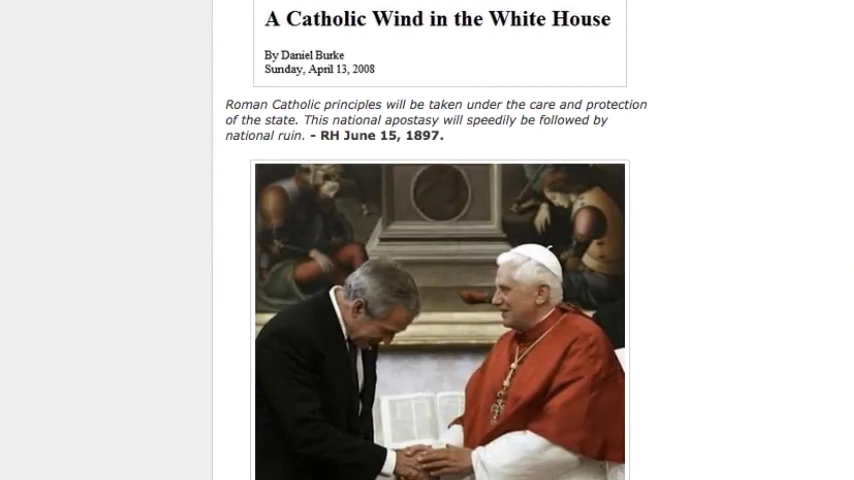 A Catholic Wind in the White House
By Daniel Burke
Sunday, April 13, 2008
Roman Catholic principles will be taken under the care and protection
of the state. This national apostasy will speedily be followed by
national ruin. - RH June 15, 1897.